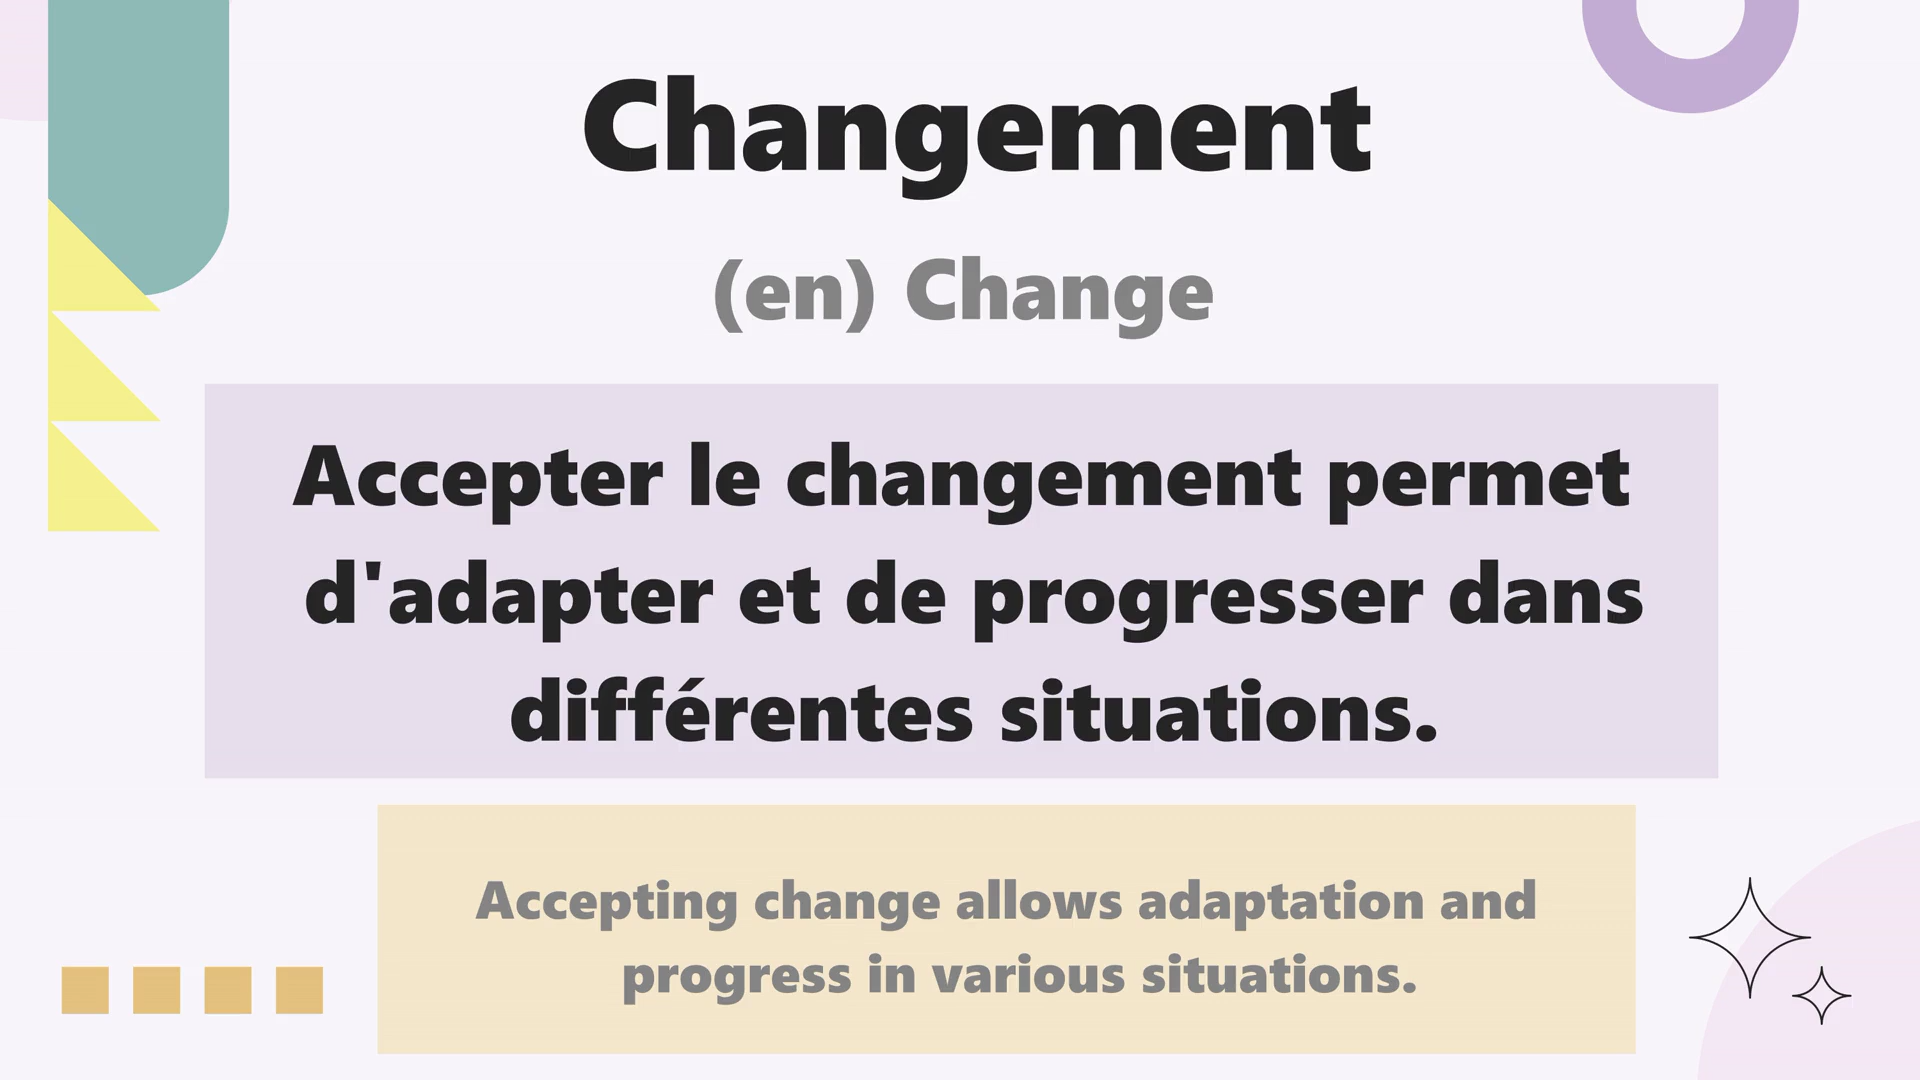 Changement
(en) Change
Accepter le changement permet
d'adapter et de progresser dans
différentes situations.
Accepting change allows adaptation and
progress in various situations.